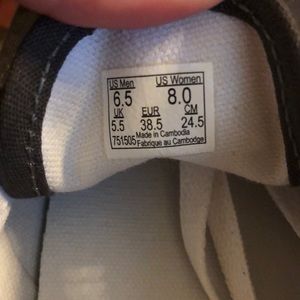 US Men US Women
6.5 8.0
UK EUR CM
5.5 38.5 24.5
751505 Made in Cambodia
Fabrique au Cambodge